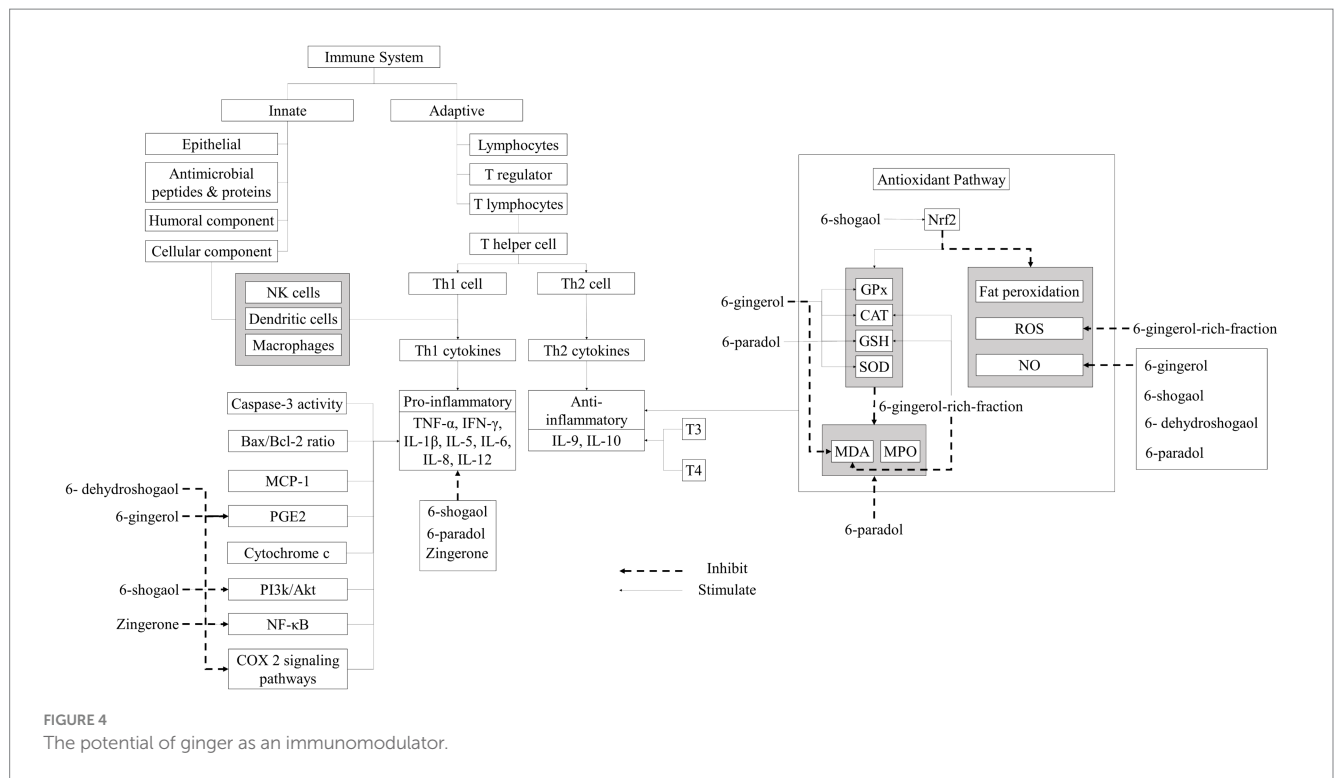 Immune System
Innate
Adaptive
Epithelial
Antimicrobial
peptides & proteins
Humoral component
Cellular component
Lymphocytes
T regulator
T lymphocytes
T helper cell
NK cells
Dendritic cells
Macrophages
Th1 cell
Th2 cell
Th1 cytokines
Th2 cytokines
Pro-inflammatory
TNF-α, IFN-γ,
IL-1β, IL-5, IL-6,
IL-8, IL-12
Anti-
inflammatory
IL-9, IL-10
T3
T4
Caspase-3 activity
Bax/Bcl-2 ratio
MCP-1
PGE2
Cytochrome c
PI3k/Akt
NF-κB
COX 2 signaling
pathways
6- dehydroshogaol
6-gingerol
6-shogaol
Zingerone
6-shogaol
6-paradol
Zingerone
Inhibit
Stimulate
Antioxidant Pathway
6-shogaol
Nrf2
6-gingerol
6-paradol
GPx
CAT
GSH
SOD
Fat peroxidation
ROS
NO
6-gingerol-rich-fraction
6-gingerol
6-shogaol
6- dehydroshogaol
6-paradol
6-gingerol-rich-fraction
MDA
MPO
6-paradol
FIGURE 4
The potential of ginger as an immunomodulator.